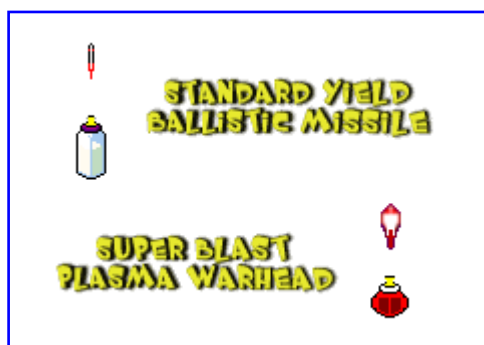 STANDARD YIELD
BALLISTIC MISSILE
SUPER BLAST
PLASMA WARHEAD